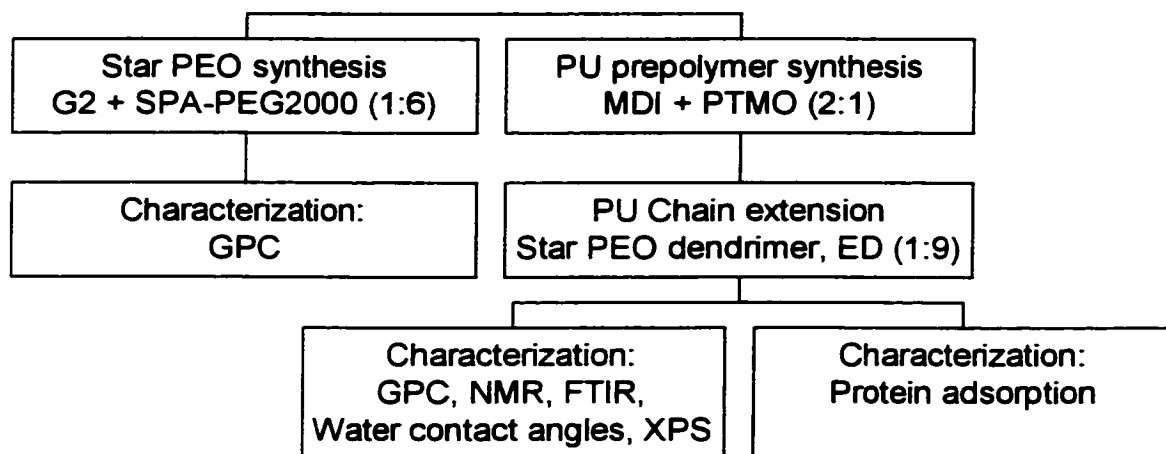 Star PEO synthesis
G2 + SPA-PEG2000 (1:6)
PU prepolymer synthesis
MDI + PTMO (2:1)
Characterization:
GPC
PU Chain extension
Star PEO dendrimer, ED (1:9)
Characterization:
GPC, NMR, FTIR,
Water contact angles, XPS
Characterization:
Protein adsorption